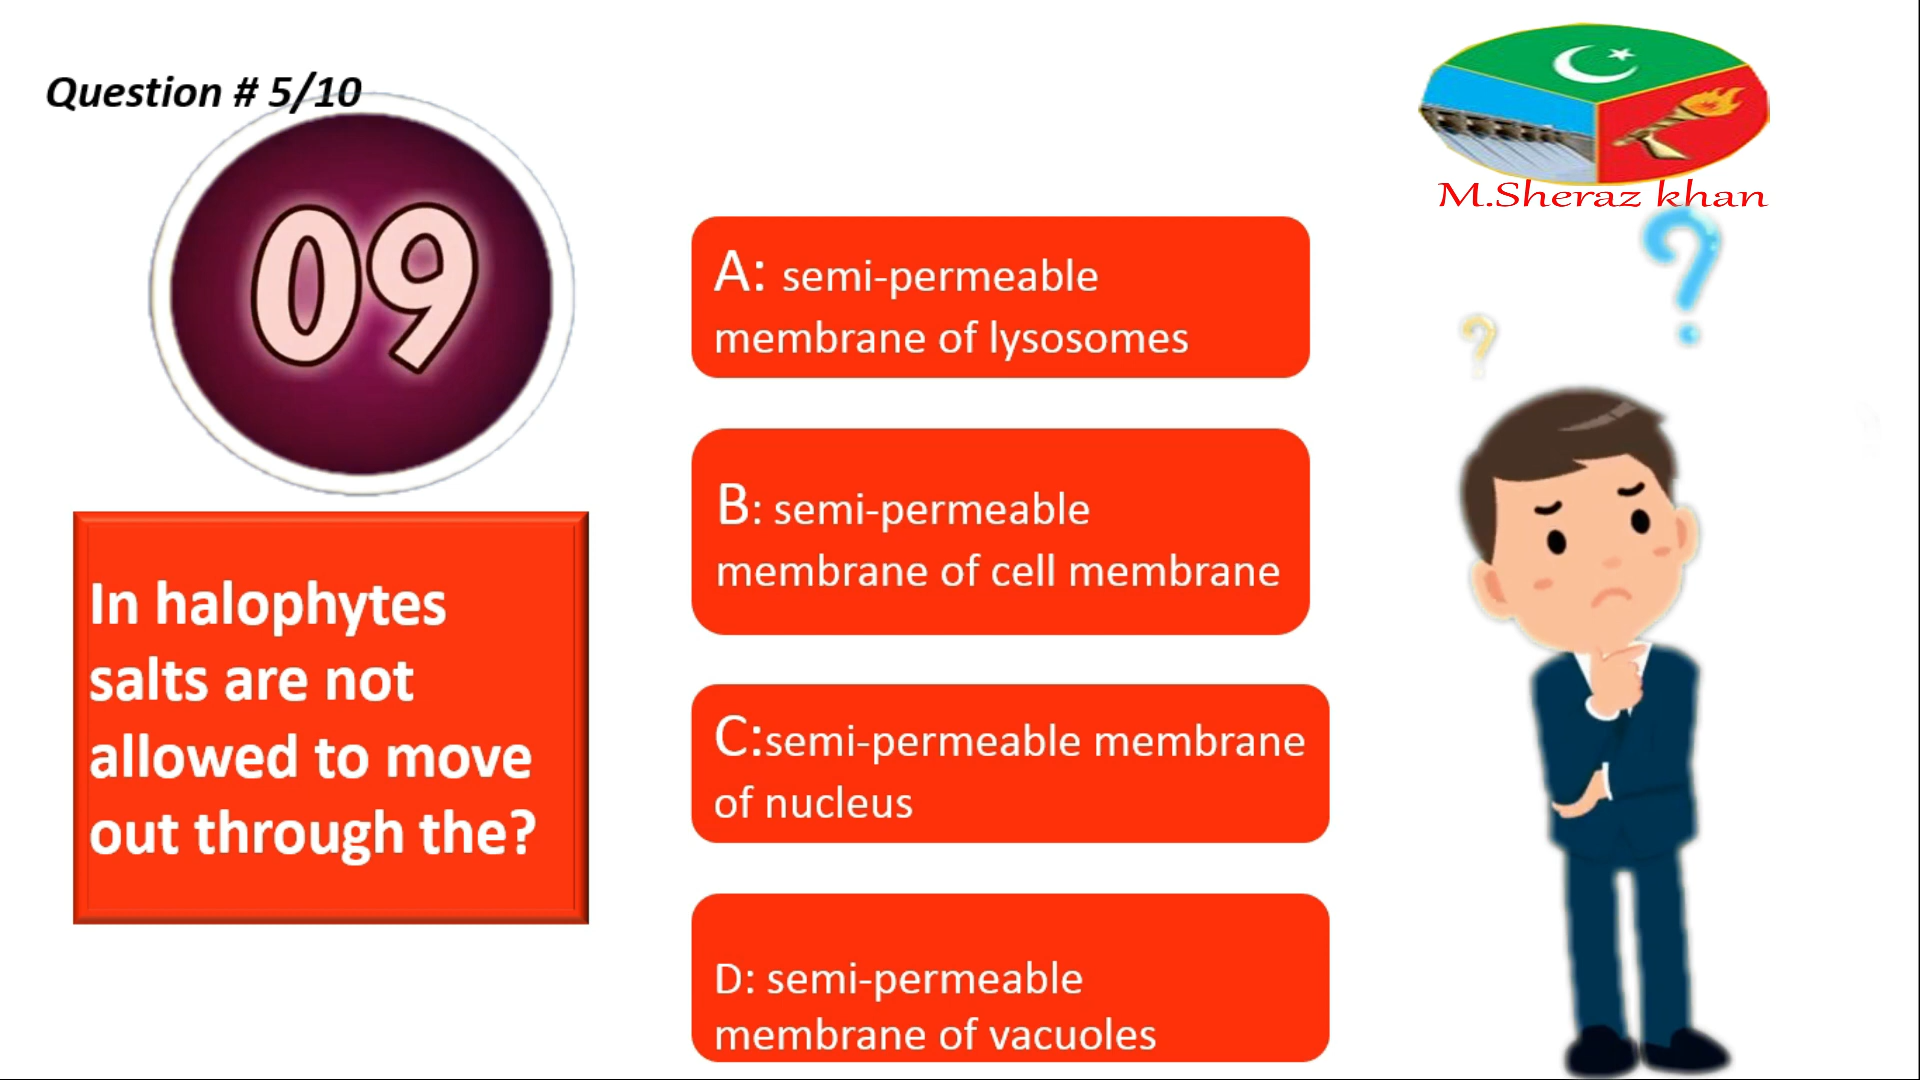 Question # 5/10
09
In halophytes
salts are not
allowed to move
out through the?
A: semi-permeable
membrane of lysosomes
B: semi-permeable
membrane of cell membrane
C:semi-permeable membrane
of nucleus
D: semi-permeable
membrane of vacuoles
M.Sheraz khan
?
?